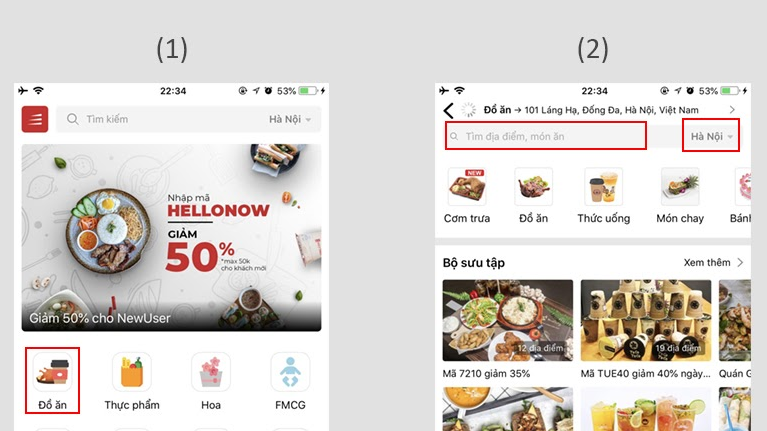 (1)
22:34
53%
Tìm kiếm
Hà Nội
Nhập mã
HELLONOW
GIẢM
50%
*max 50k
cho khách mới
Giảm 50% cho NewUser
Đồ ăn
Thực phẩm
Hoa
FMCG
(2)
22:34
53%
Đồ ăn → 101 Láng Hạ, Đống Đa, Hà Nội, Việt Nam
Tìm địa điểm, món ăn
Hà Nội
NEW
Cơm trưa
Đồ ăn
Thức uống
Món chay
Bánh
Bộ sưu tập
Xem thêm
12 địa điểm
19 địa điểm
Mã 7210 giảm 35%
Mã TUE40 giảm 40% ngày...
Quán G